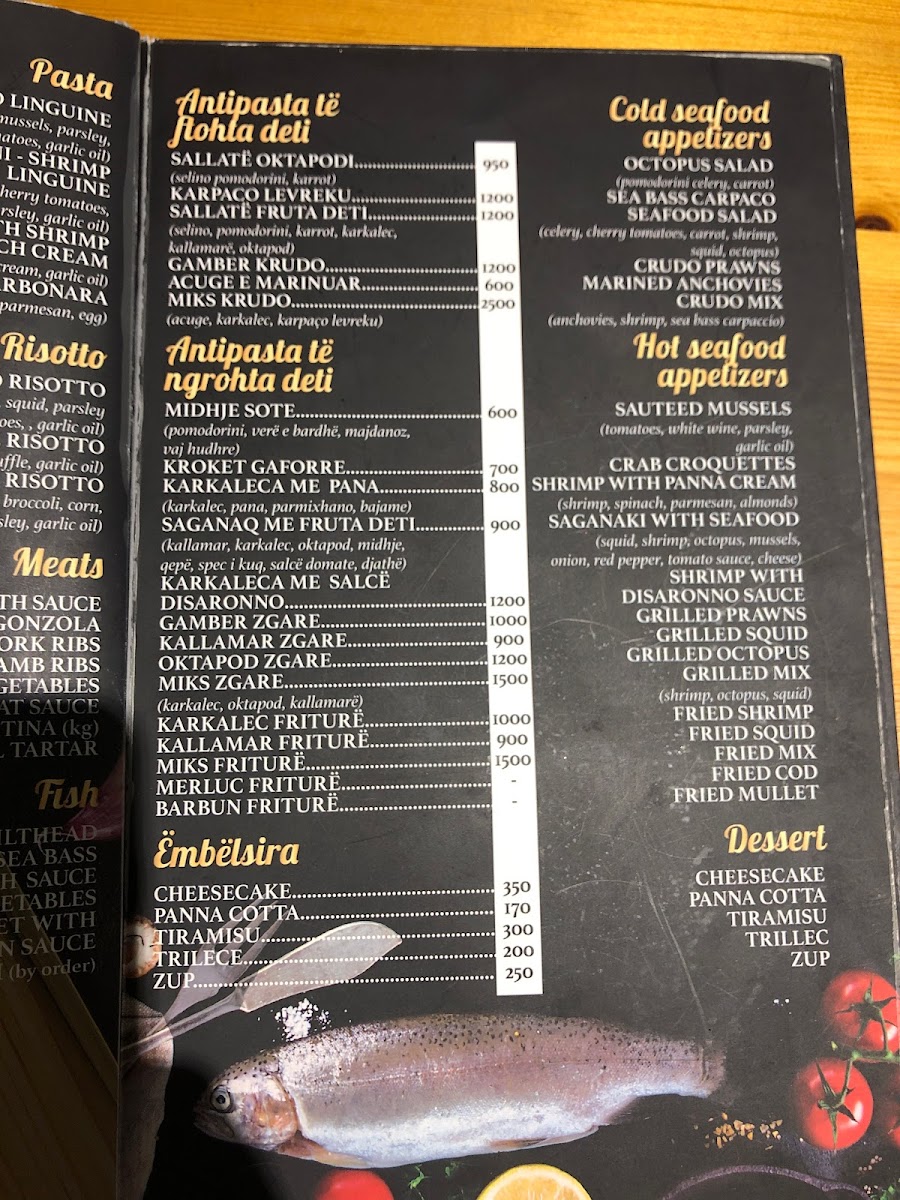 Pasta
LINGUINE
mussels, parsley,
garlic oil)
- SHRIMP
LINGUINE
cherry tomatoes,
garlic oil)
SHRIMP
CREAM
cream, garlic oil)
parmesan, egg)
Risotto
RISOTTO
squid, parsley
garlic oil)
RISOTTO
garlic oil)
RISOTTO
broccoli, corn,
garlic oil)
Meats
SAUCE
RIBS
RIBS
SAUCE
(kg)
TARTAR
Fish
SEA BASS
SAUCE
WITH
SAUCE
(by order)
Antipasta të
ftohta deti
SALLATË OKTAPODI 950
(selino pomodorini, karrot)
KARPAÇO LEVREKU 1200
SALLATË FRUTA DETI 1200
(selino, pomodorini, karrot, karkalec,
kallamarë, oktapod)
GAMBER KRUDO 1200
ACUGE E MARINUAR 600
MIKS KRUDO 2500
(acuge, karkalec, karpaço levreku)
Antipasta të
ngrohta deti
MIDHJE SOTE 600
(pomodorini, verë e bardhë, majdanoz,
vaj hudhre)
KROKET GAFORRE 700
KARKALECA ME PANA 800
(karkalec, pana, parmixhano, bajame)
SAGANAQ ME FRUTA DETI 900
(kallamar, karkalec, oktapod, midhje,
qepë, spec i kuq, salcë domate, djathë)
KARKALECA ME SALCË
DISARONNO 1200
GAMBER ZGARE 1000
KALLAMAR ZGARE 900
OKTAPOD ZGARE 1200
MIKS ZGARE 1500
(karkalec, oktapod, kallamarë)
KARKALEC FRITURË 1000
KALLAMAR FRITURË 900
MIKS FRITURË 1500
MERLUC FRITURË -
BARBUN FRITURË -
Ëmbëlsira
CHEESECAKE 350
PANNA COTTA 170
TIRAMISU 300
TRILECE 200
ZUP 250
Cold seafood
appetizers
OCTOPUS SALAD
(pomodorini celery, carrot)
SEA BASS CARPACO
SEAFOOD SALAD
(celery, cherry tomatoes, carrot, shrimp,
squid, octopus)
CRUDO PRAWNS
MARINED ANCHOVIES
CRUDO MIX
(anchovies, shrimp, sea bass carpaccio)
Hot seafood
appetizers
SAUTEED MUSSELS
(tomatoes, white wine, parsley,
garlic oil)
CRAB CROQUETTES
SHRIMP WITH PANNA CREAM
(shrimp, spinach, parmesan, almonds)
SAGANAKI WITH SEAFOOD
(squid, shrimp, octopus, mussels,
onion, red pepper, tomato sauce, cheese)
SHRIMP WITH
DISARONNO SAUCE
GRILLED PRAWNS
GRILLED SQUID
GRILLED OCTOPUS
GRILLED MIX
(shrimp, octopus, squid)
FRIED SHRIMP
FRIED SQUID
FRIED MIX
FRIED COD
FRIED MULLET
Dessert
CHEESECAKE
PANNA COTTA
TIRAMISU
TRILLEC
ZUP